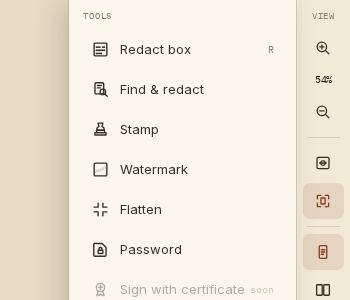 TOOLS
Redact box R
Find & redact
Stamp
Watermark
Flatten
Password
Sign with certificate soon
VIEW
54%